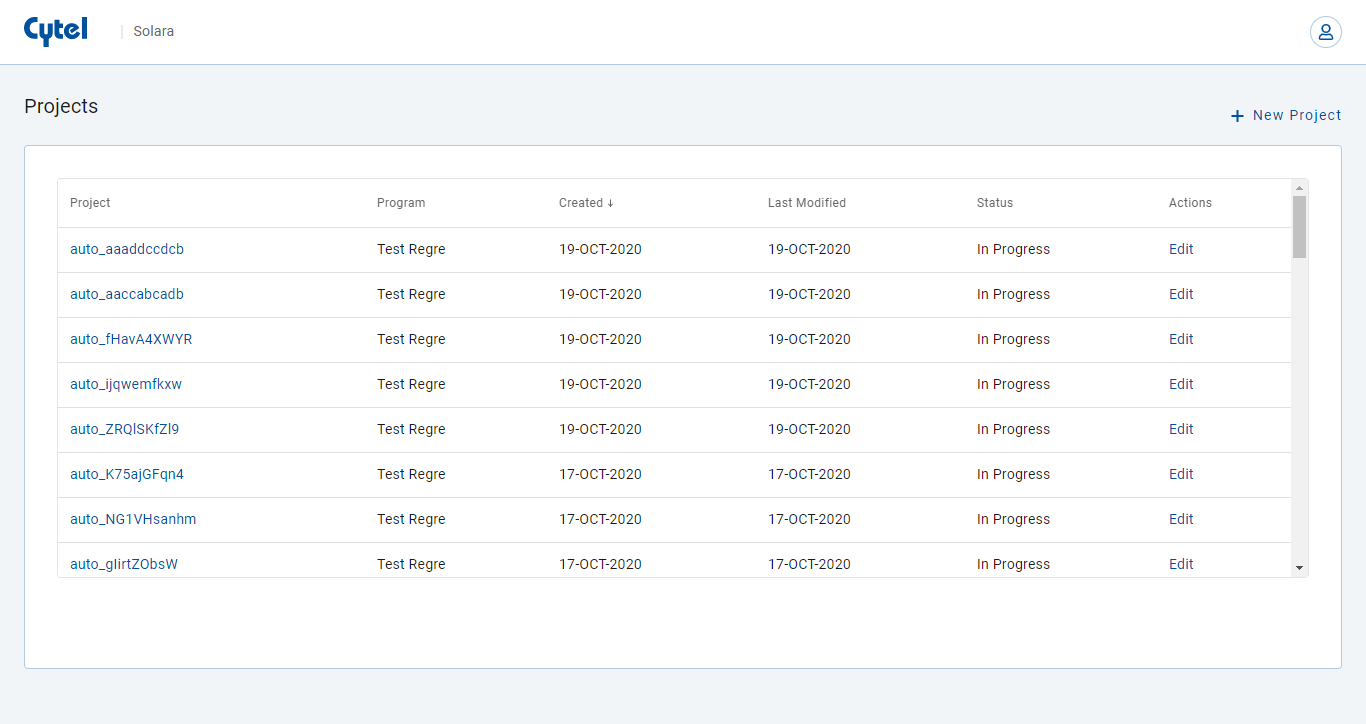 Cytel | Solara
Projects
+ New Project
Project Program Created ↓ Last Modified Status Actions
auto_aaaddccdcb Test Regre 19-OCT-2020 19-OCT-2020 In Progress Edit
auto_aaccabcadb Test Regre 19-OCT-2020 19-OCT-2020 In Progress Edit
auto_fHavA4XWYR Test Regre 19-OCT-2020 19-OCT-2020 In Progress Edit
auto_ijqwemfkxw Test Regre 19-OCT-2020 19-OCT-2020 In Progress Edit
auto_ZRQlSKfZl9 Test Regre 19-OCT-2020 19-OCT-2020 In Progress Edit
auto_K75ajGFqn4 Test Regre 17-OCT-2020 17-OCT-2020 In Progress Edit
auto_NG1VHsanhm Test Regre 17-OCT-2020 17-OCT-2020 In Progress Edit
auto_gIirtZObsW Test Regre 17-OCT-2020 17-OCT-2020 In Progress Edit